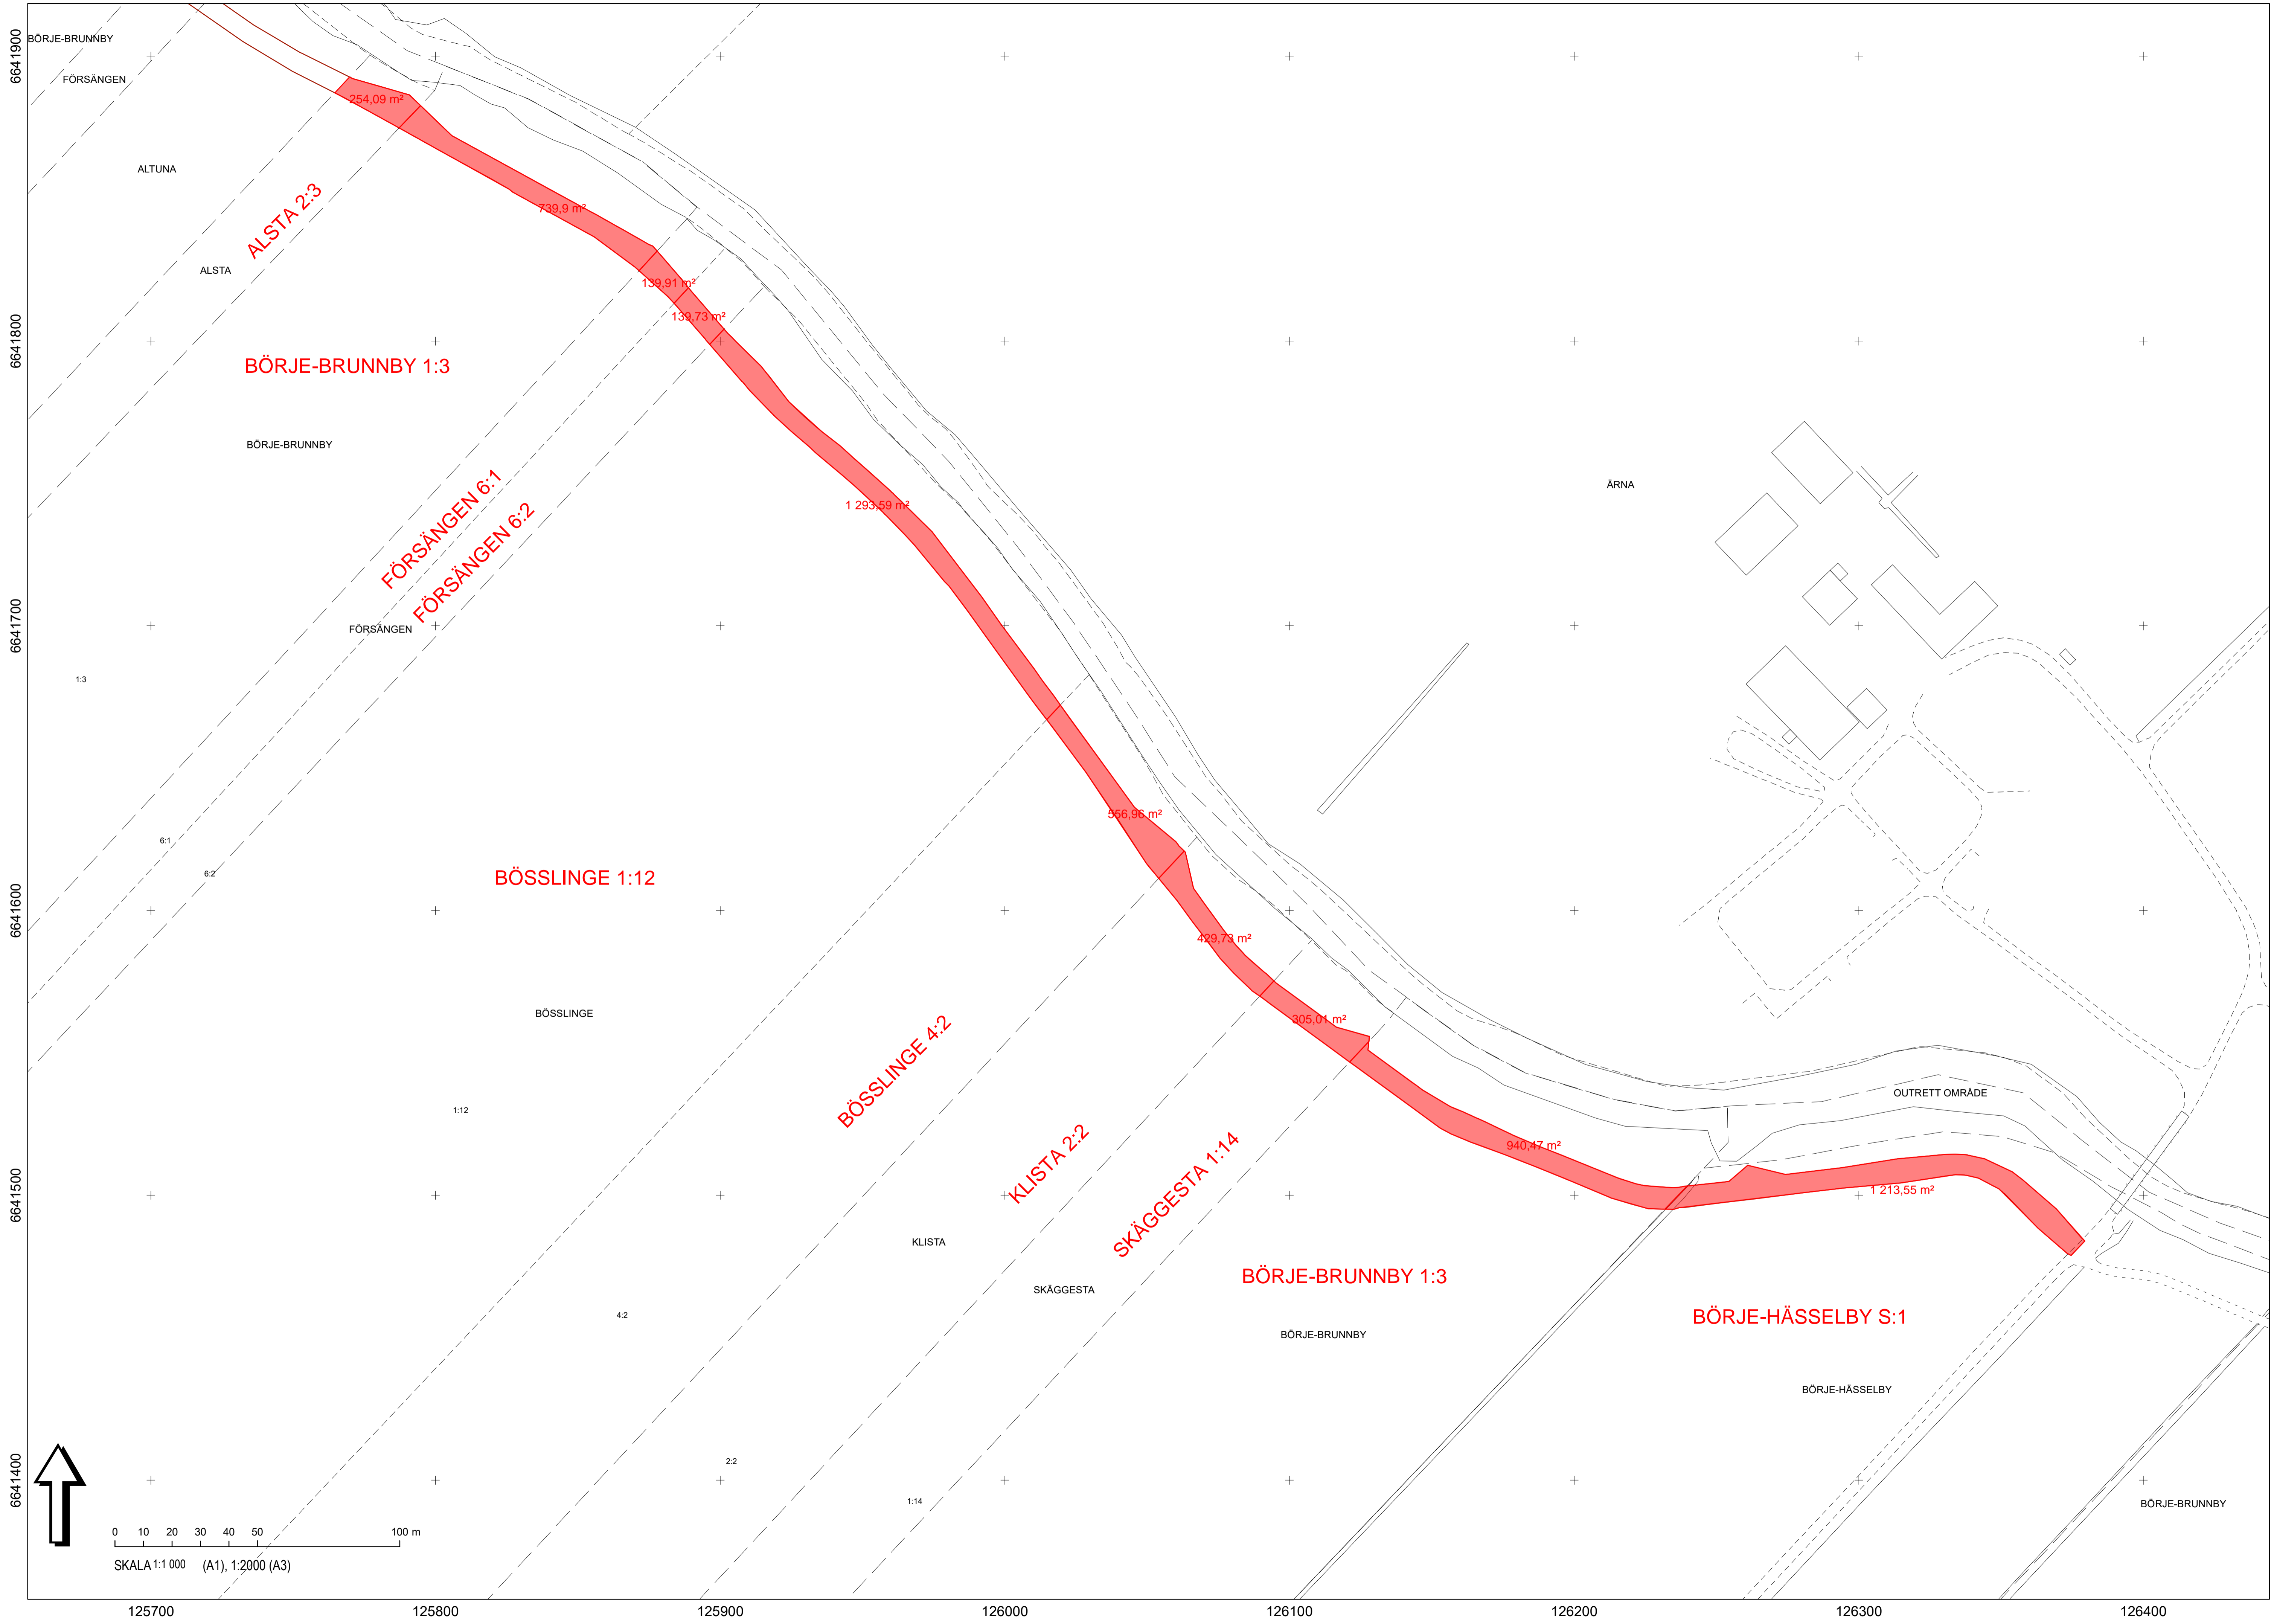 BÖRJE-BRUNNBY
6641900
FÖRSÄNGEN
254,09 m²
ALTUNA
ALSTA 2:3
739,9 m²
ALSTA
139,91 m²
139,73 m²
6641800
BÖRJE-BRUNNBY 1:3
BÖRJE-BRUNNBY
ÄRNA
FÖRSÄNGEN 6:1
1 293,59 m²
FÖRSÄNGEN 6:2
6641700
FÖRSÄNGEN
1:3
556,96 m²
6:1
6:2
BÖSSLINGE 1:12
6641600
429,73 m²
BÖSSLINGE
305,01 m²
BÖSSLINGE 4:2
OUTRETT OMRÅDE
1:12
940,47 m²
KLISTA 2:2
SKÄGGESTA 1:14
6641500
1 213,55 m²
KLISTA
BÖRJE-BRUNNBY 1:3
SKÄGGESTA
4:2
BÖRJE-HÄSSELBY S:1
BÖRJE-BRUNNBY
BÖRJE-HÄSSELBY
2:2
6641400
1:14
BÖRJE-BRUNNBY
0 10 20 30 40 50 100 m
SKALA 1:1 000 (A1), 1:2000 (A3)
125700 125800 125900 126000 126100 126200 126300 126400